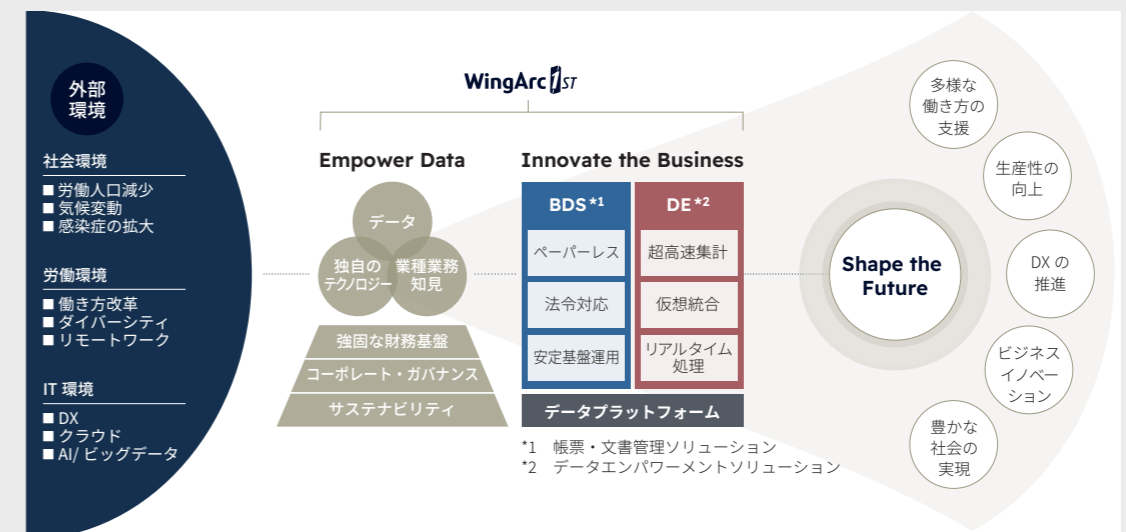 外部
環境
社会環境
■ 労働人口減少
■ 気候変動
■ 感染症の拡大
労働環境
■ 働き方改革
■ ダイバーシティ
■ リモートワーク
IT 環境
■ DX
■ クラウド
■ AI/ ビッグデータ
WingArc1ST
Empower Data
データ
独自の
テクノロジー
業種業務
知見
強固な財務基盤
コーポレート・ガバナンス
サステナビリティ
Innovate the Business
BDS*1
ペーパーレス
法令対応
安定基盤運用
DE*2
超高速集計
仮想統合
リアルタイム
処理
データプラットフォーム
*1 帳票・文書管理ソリューション
*2 データエンパワーメントソリューション
Shape the
Future
多様な
働き方の
支援
生産性の
向上
DX の
推進
ビジネス
イノベー
ション
豊かな
社会の
実現